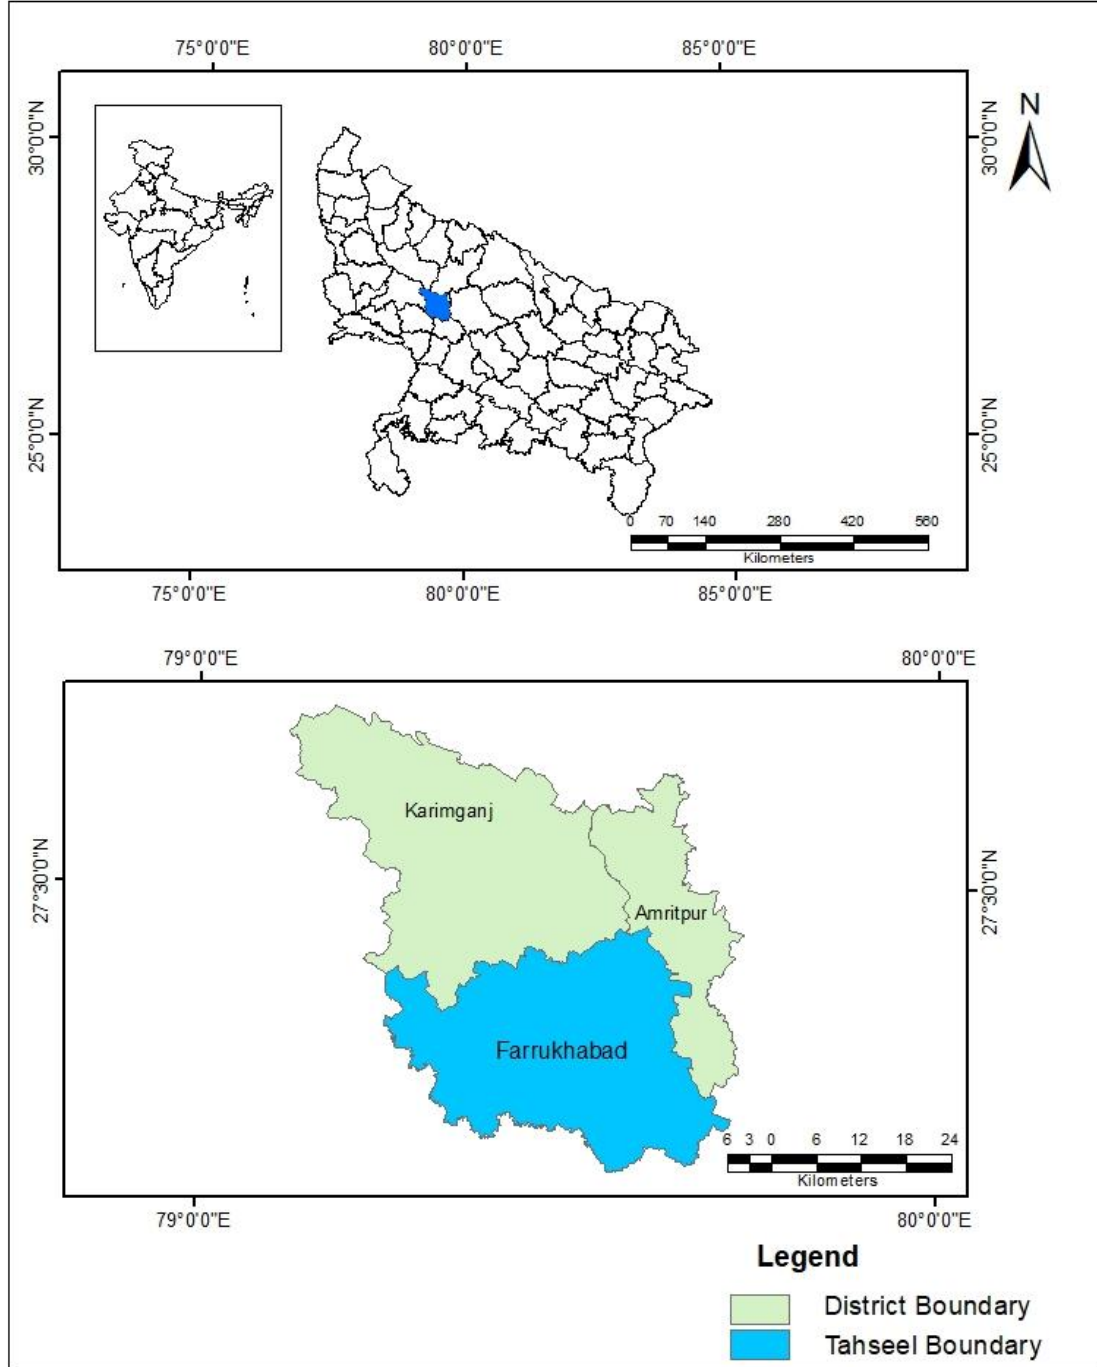 75°0'0"E 80°0'0"E 85°0'0"E
30°0'0"N
30°0'0"N
N
25°0'0"N
25°0'0"N
0 70 140 280 420 560
Kilometers
75°0'0"E 80°0'0"E 85°0'0"E
79°0'0"E 80°0'0"E
Karimganj
27°30'0"N
27°30'0"N
Amritpur
Farrukhabad
6 3 0 6 12 18 24
Kilometers
79°0'0"E 80°0'0"E
Legend
District Boundary
Tahseel Boundary